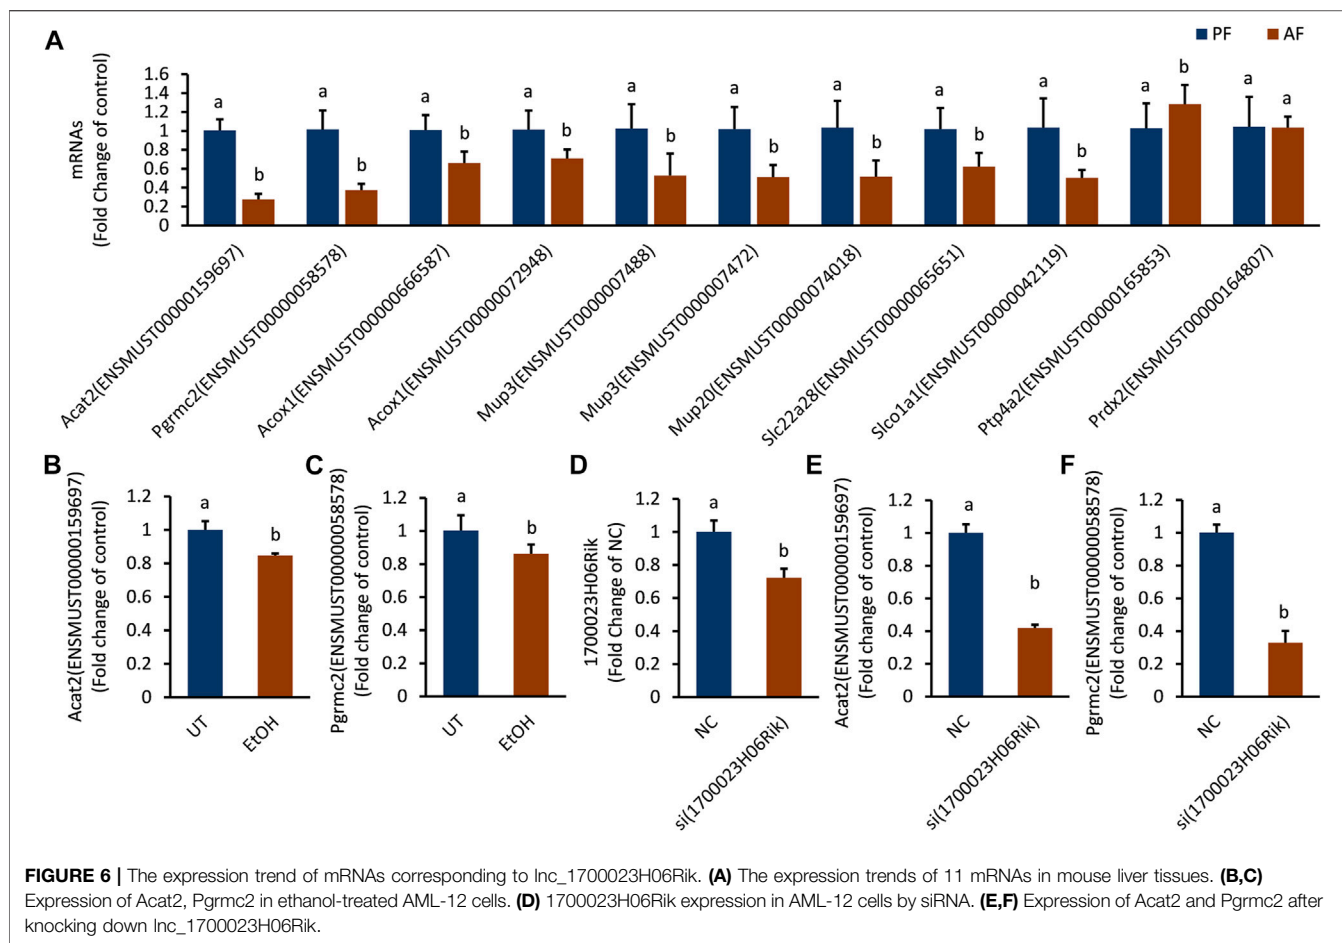 A
PF AF
mRNAs
(Fold Change of control)
1.6
1.4
1.2
1
0.8
0.6
0.4
0.2
0
a b a b a b a b a b a b a b a b a b a b a a
Acat2(ENSMUST00000159697)
Pgrmc2(ENSMUST00000058578)
Acox1(ENSMUST0000000666587)
Acox1(ENSMUST00000072948)
Mup3(ENSMUST00000007488)
Mup3(ENSMUST00000007472)
Mup20(ENSMUST00000074018)
Slc22a28(ENSMUST00000065651)
Slco1a1(ENSMUST00000042119)
Ptp4a2(ENSMUST00000165853)
Prdx2(ENSMUST00000164807)
B
Acat2(ENSMUST00000159697)
(Fold change of control)
1.2
1
0.8
0.6
0.4
0.2
0
a b
UT
EtOH
C
Pgrmc2(ENSMUST00000058578)
(Fold change of control)
1.2
1
0.8
0.6
0.4
0.2
0
a b
UT
EtOH
D
1700023H06Rik
(Fold Change of NC)
1.2
1
0.8
0.6
0.4
0.2
0
a b
NC
si(1700023H06Rik)
E
Acat2(ENSMUST00000159697)
(Fold change of control)
1.2
1
0.8
0.6
0.4
0.2
0
a b
NC
si(1700023H06Rik)
F
Pgrmc2(ENSMUST00000058578)
(Fold change of control)
1.2
1
0.8
0.6
0.4
0.2
0
a b
NC
si(1700023H06Rik)
FIGURE 6 | The expression trend of mRNAs corresponding to lnc_1700023H06Rik. (A) The expression trends of 11 mRNAs in mouse liver tissues. (B,C)
Expression of Acat2, Pgrmc2 in ethanol-treated AML-12 cells. (D) 1700023H06Rik expression in AML-12 cells by siRNA. (E,F) Expression of Acat2 and Pgrmc2 after
knocking down lnc_1700023H06Rik.